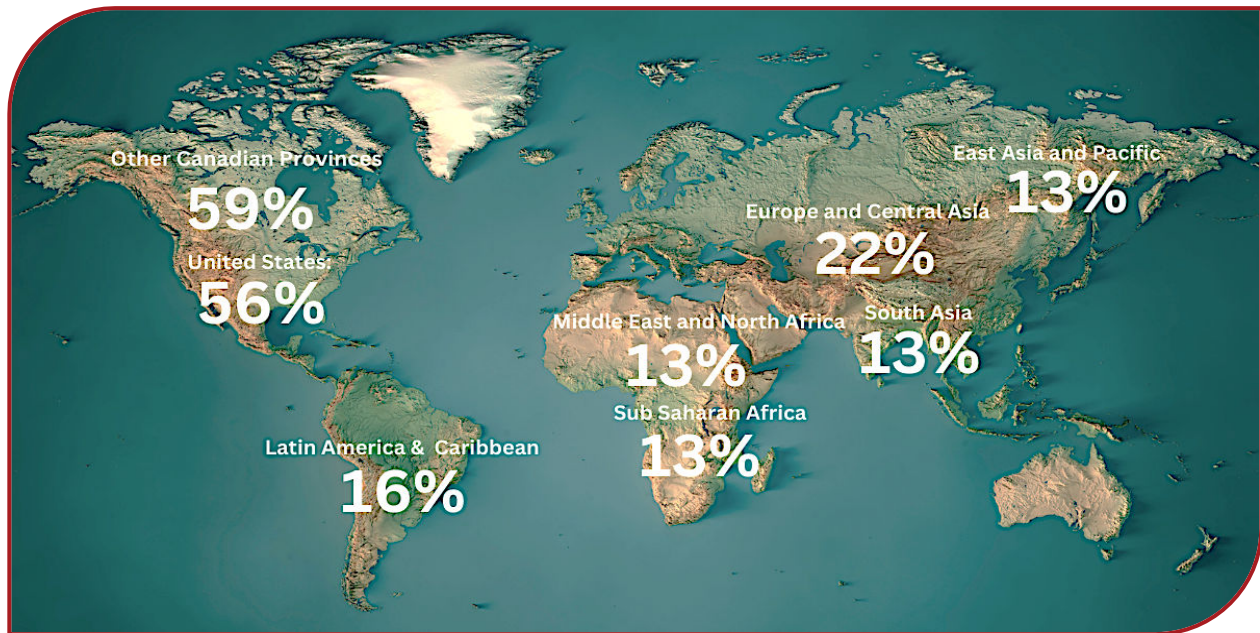 Other Canadian Provinces
59%
United States:
56%
Latin America & Caribbean
16%
East Asia and Pacific
13%
Europe and Central Asia
22%
South Asia
13%
Middle East and North Africa
13%
Sub Saharan Africa
13%